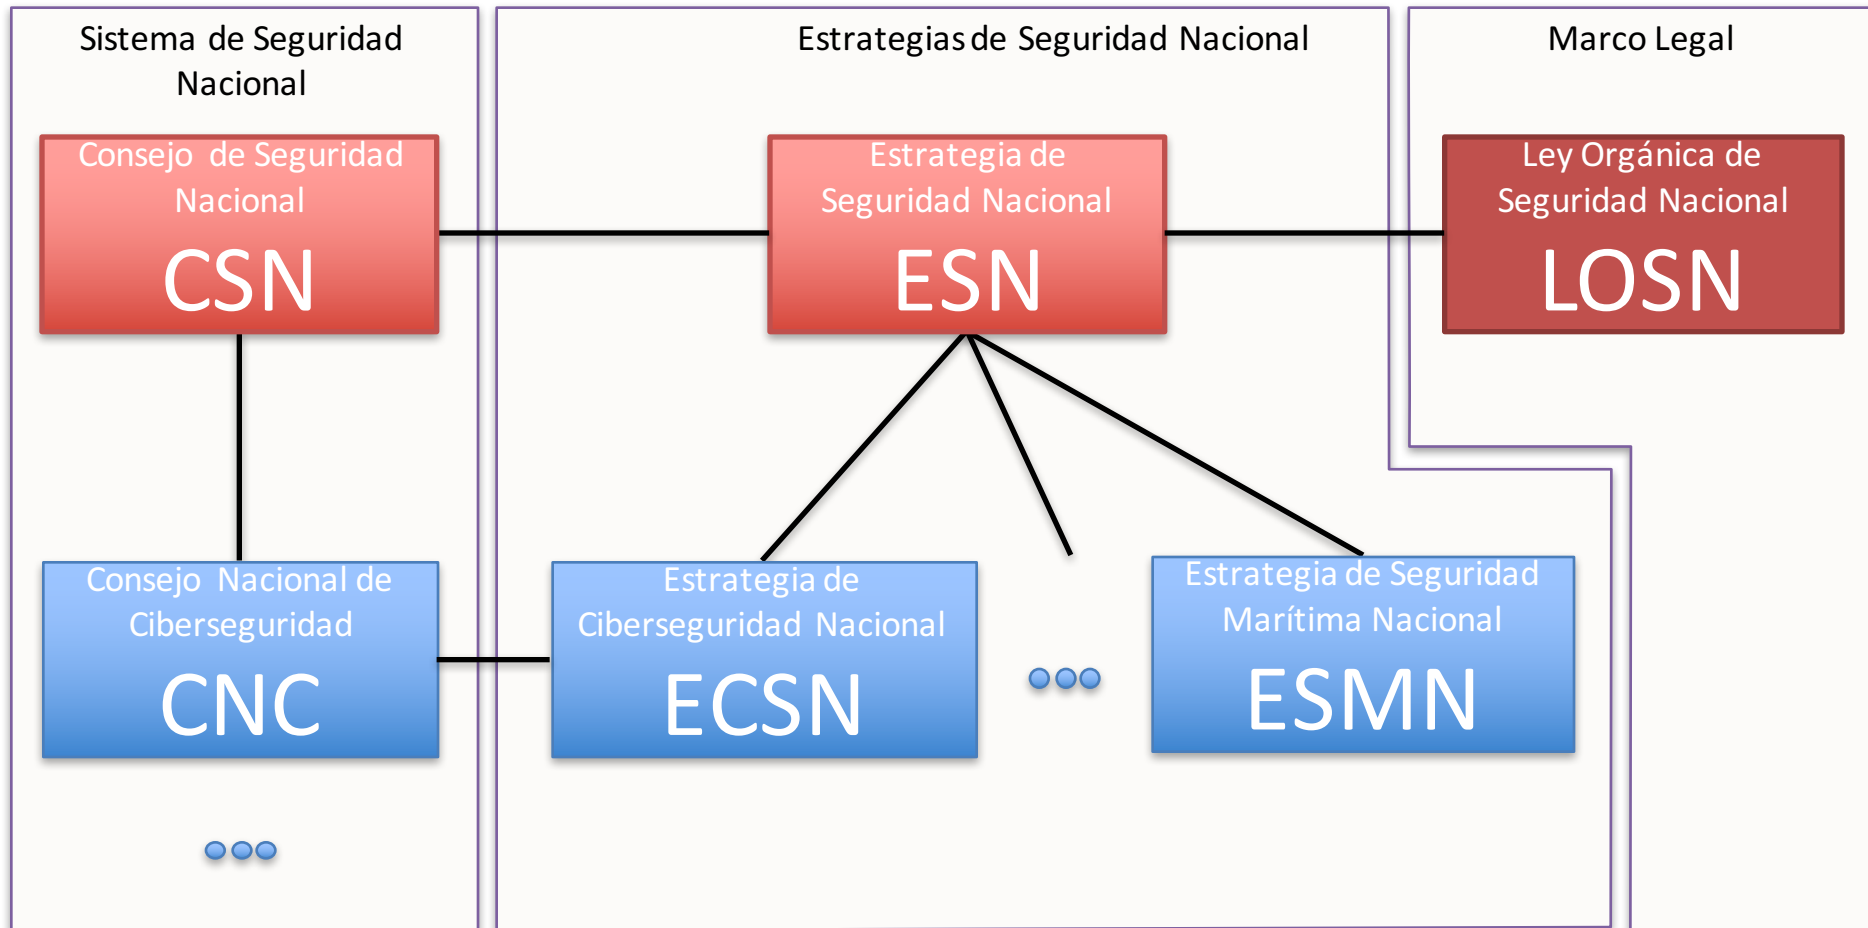 Sistema de Seguridad
Nacional
Estrategias de Seguridad Nacional
Marco Legal
Consejo de Seguridad
Nacional
CSN
Estrategia de
Seguridad Nacional
ESN
Ley Orgánica de
Seguridad Nacional
LOSN
Consejo Nacional de
Ciberseguridad
CNC
Estrategia de
Ciberseguridad Nacional
ECSN
Estrategia de Seguridad
Marítima Nacional
ESMN